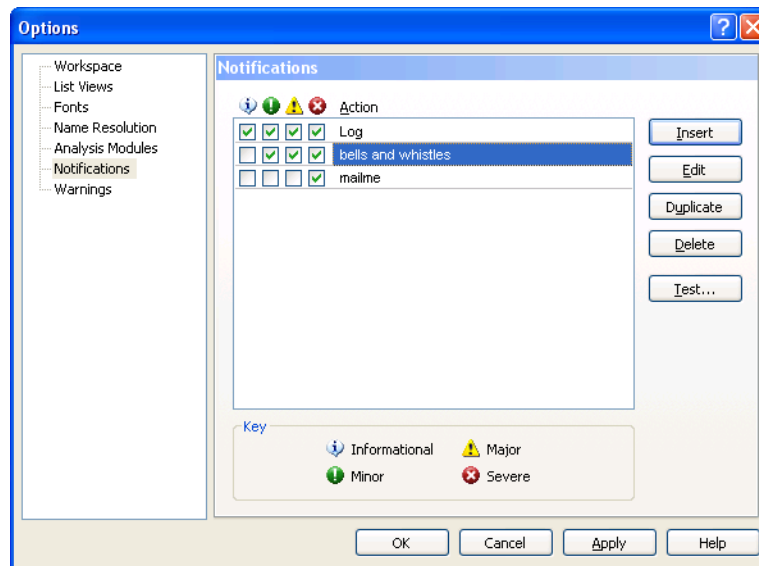 Options
Workspace
List Views
Fonts
Name Resolution
Analysis Modules
Notifications
Warnings
Notifications
Action
Log
bells and whistles
mailme
Insert
Edit
Duplicate
Delete
Test...
Key
Informational Major
Minor Severe
OK Cancel Apply Help